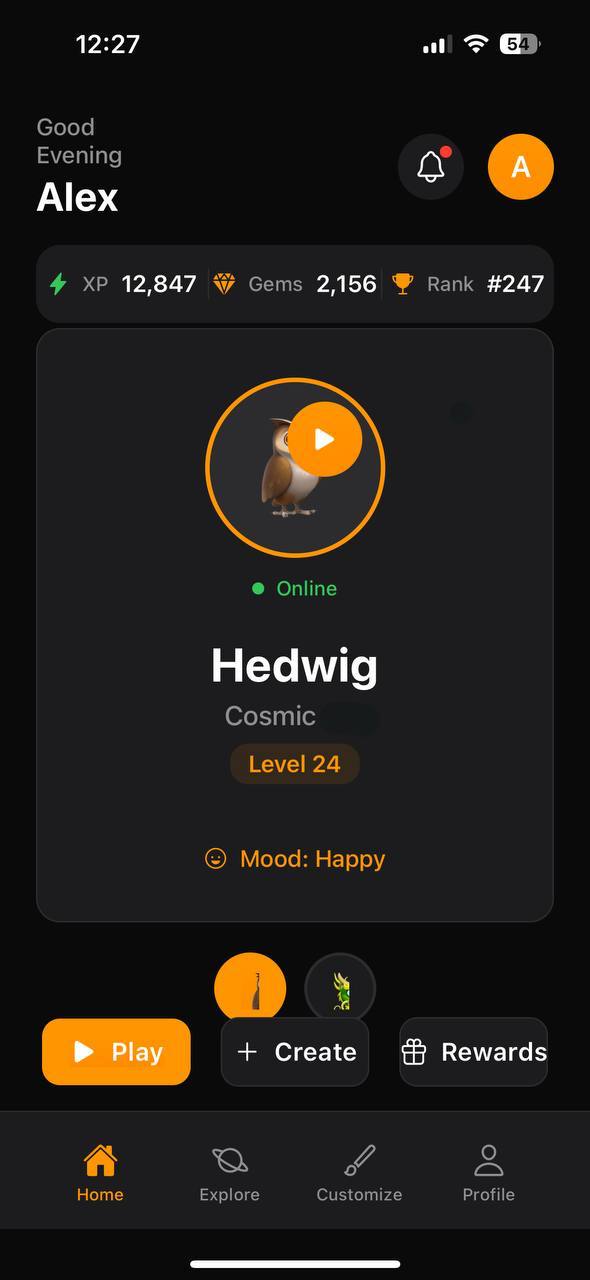 12:27
54
Good
Evening
Alex
A
XP 12,847 Gems 2,156 Rank #247
Online
Hedwig
Cosmic
Level 24
Mood: Happy
Play
Create
Rewards
Home
Explore
Customize
Profile